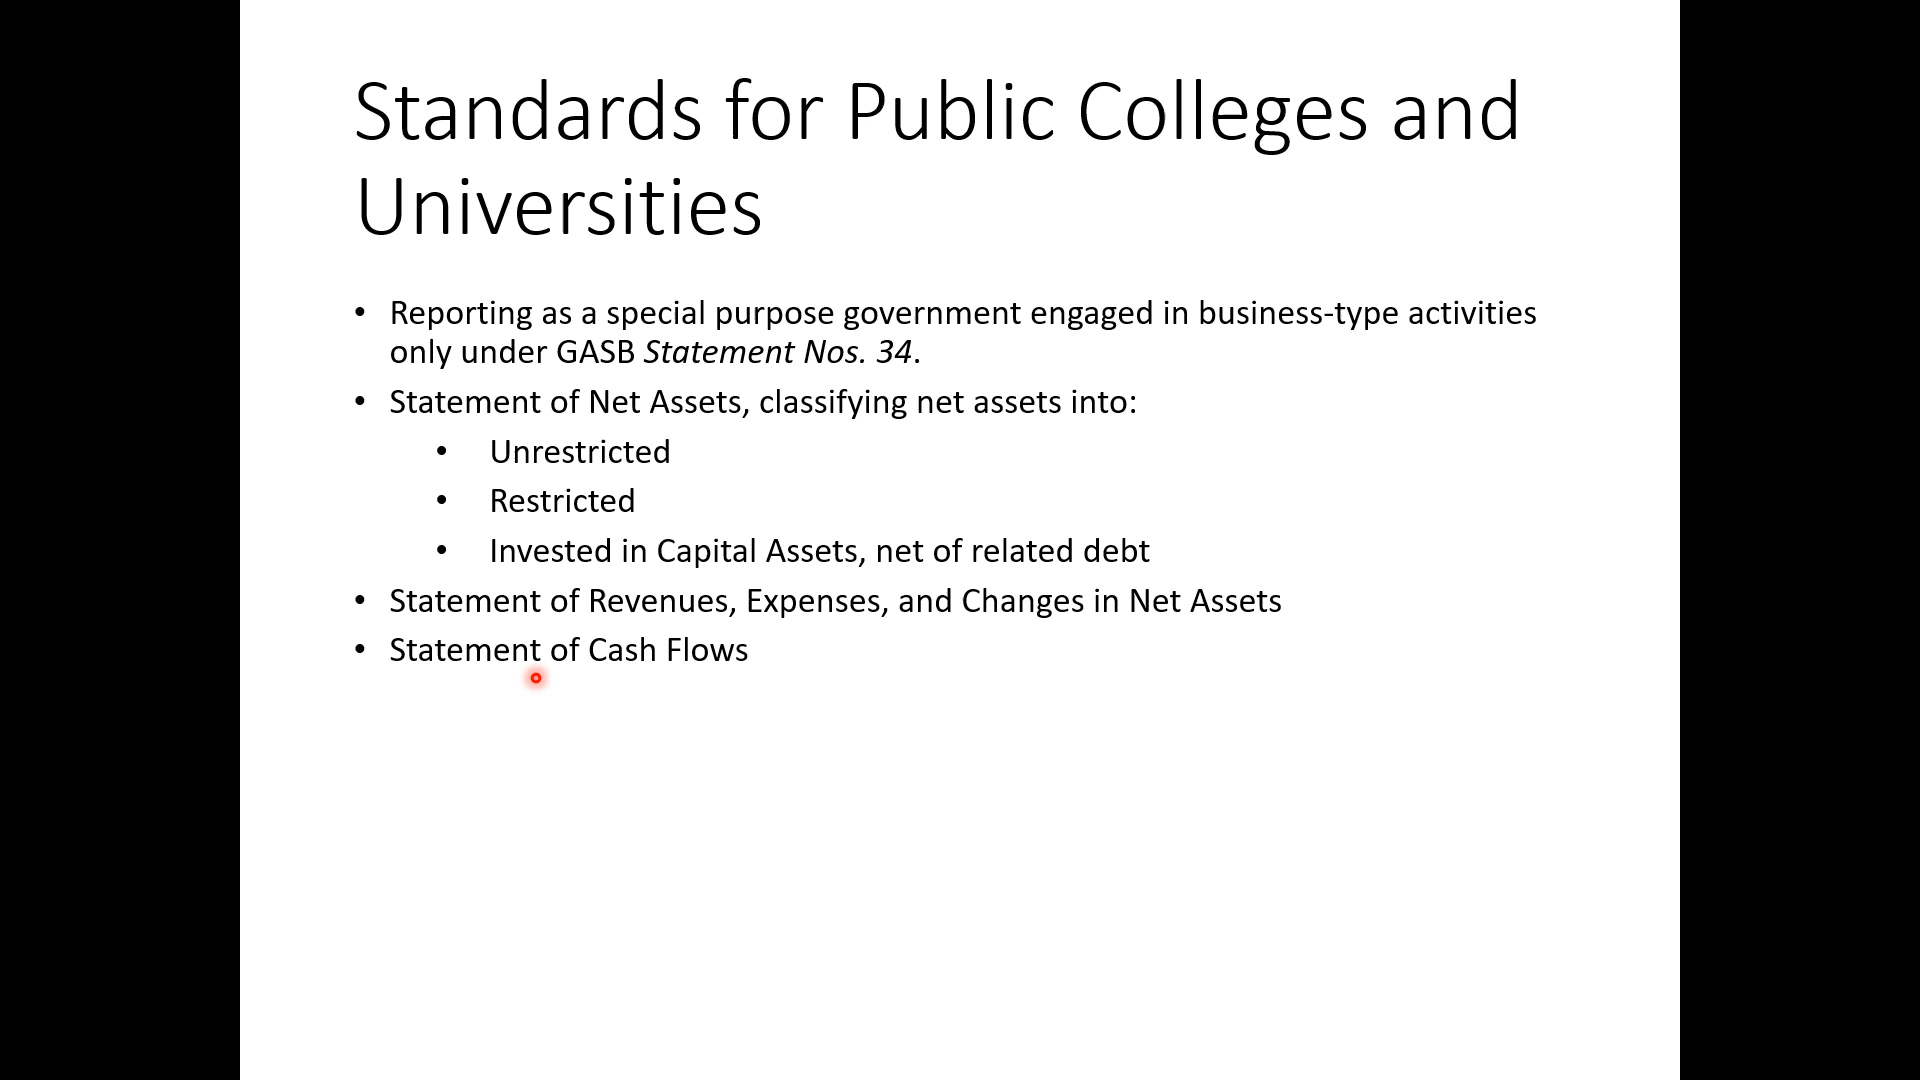 Standards for Public Colleges and
Universities
• Reporting as a special purpose government engaged in business-type activities
only under GASB Statement Nos. 34.
• Statement of Net Assets, classifying net assets into:
• Unrestricted
• Restricted
• Invested in Capital Assets, net of related debt
• Statement of Revenues, Expenses, and Changes in Net Assets
• Statement of Cash Flows